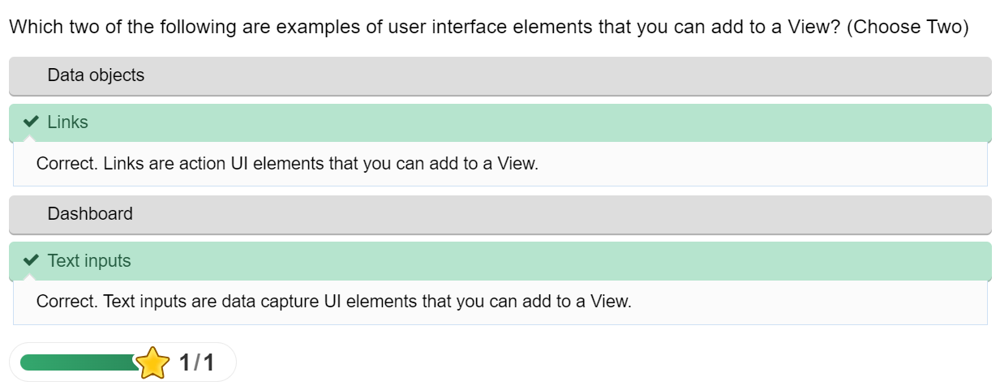 Which two of the following are examples of user interface elements that you can add to a View? (Choose Two)
Data objects
Links
Correct. Links are action UI elements that you can add to a View.
Dashboard
Text inputs
Correct. Text inputs are data capture UI elements that you can add to a View.
1/1